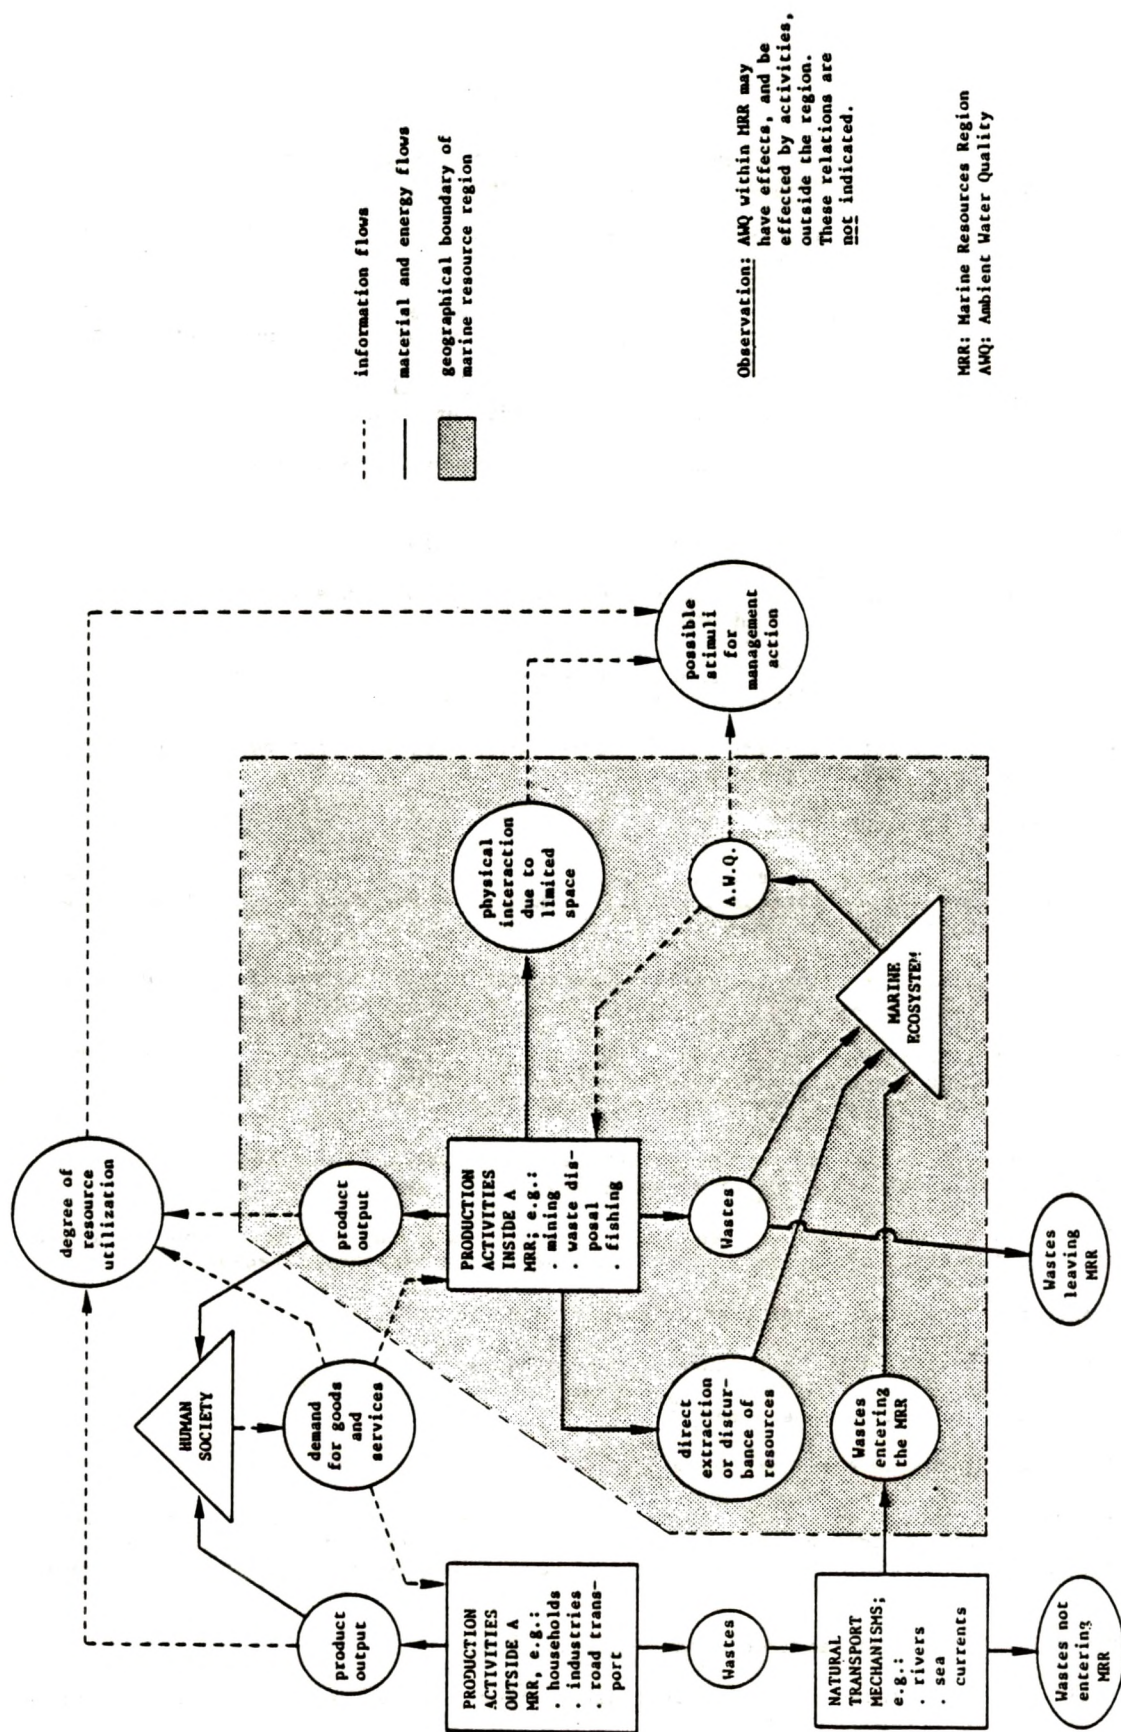 degree of
resource
utilization
HUMAN
SOCIETY
product
output
demand
for goods
and
services
product
output
PRODUCTION
ACTIVITIES
OUTSIDE A
MRR, e.g.:
. households
. industries
. road trans-
port
PRODUCTION
ACTIVITIES
INSIDE A
MRR; e.g.:
. mining
. waste dis-
posal
. fishing
physical
interaction
due to
limited
space
possible
stimuli
for
management
action
Wastes
direct
extraction
or distur-
bance of
resources
Wastes
A.W.Q.
NATURAL
TRANSPORT
MECHANISMS;
e.g.:
. rivers
. sea
currents
Wastes
entering
the MRR
MARINE
ECOSYSTEM
Wastes not
entering
MRR
Wastes
leaving
MRR
information flows
material and energy flows
geographical boundary of
marine resource region
Observation: AWQ within MRR may
have effects, and be
effected by activities,
outside the region.
These relations are
not indicated.
MRR: Marine Resources Region
AWQ: Ambient Water Quality